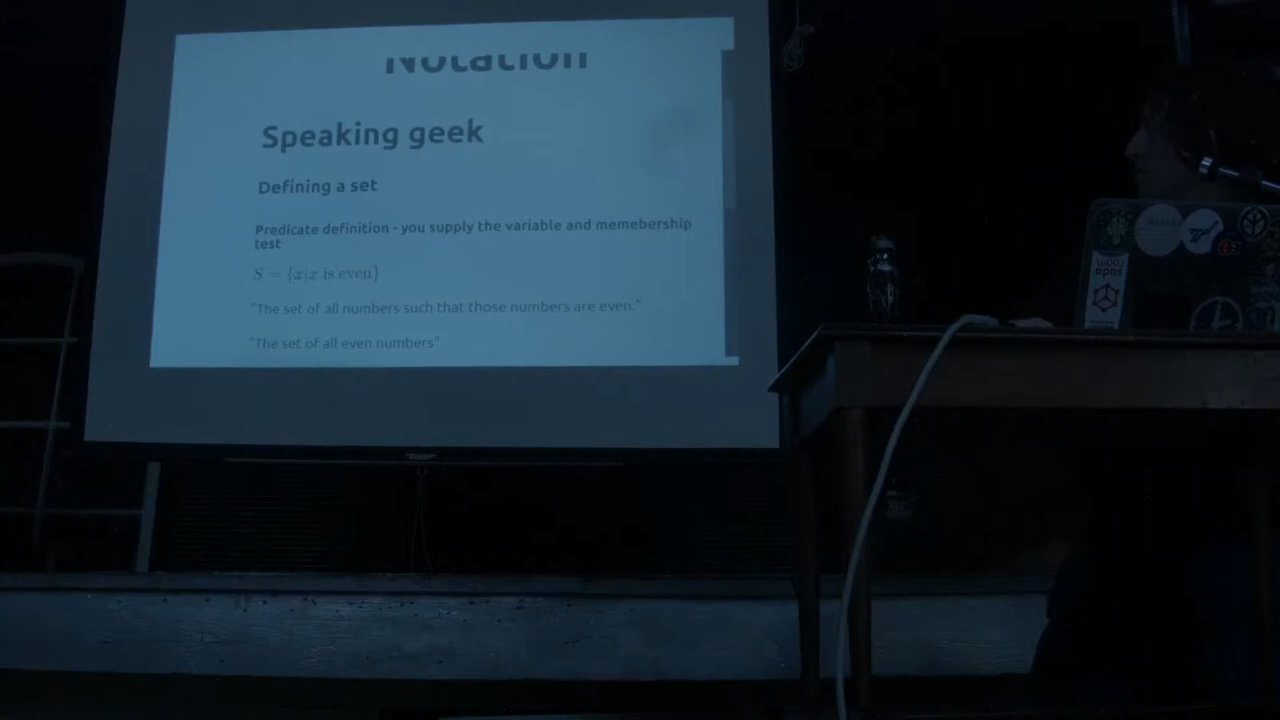 Notation
Speaking geek
Defining a set
Predicate definition - you supply the variable and memebership
test
S = {x|x is even}
"The set of all numbers such that those numbers are even."
"The set of all even numbers"